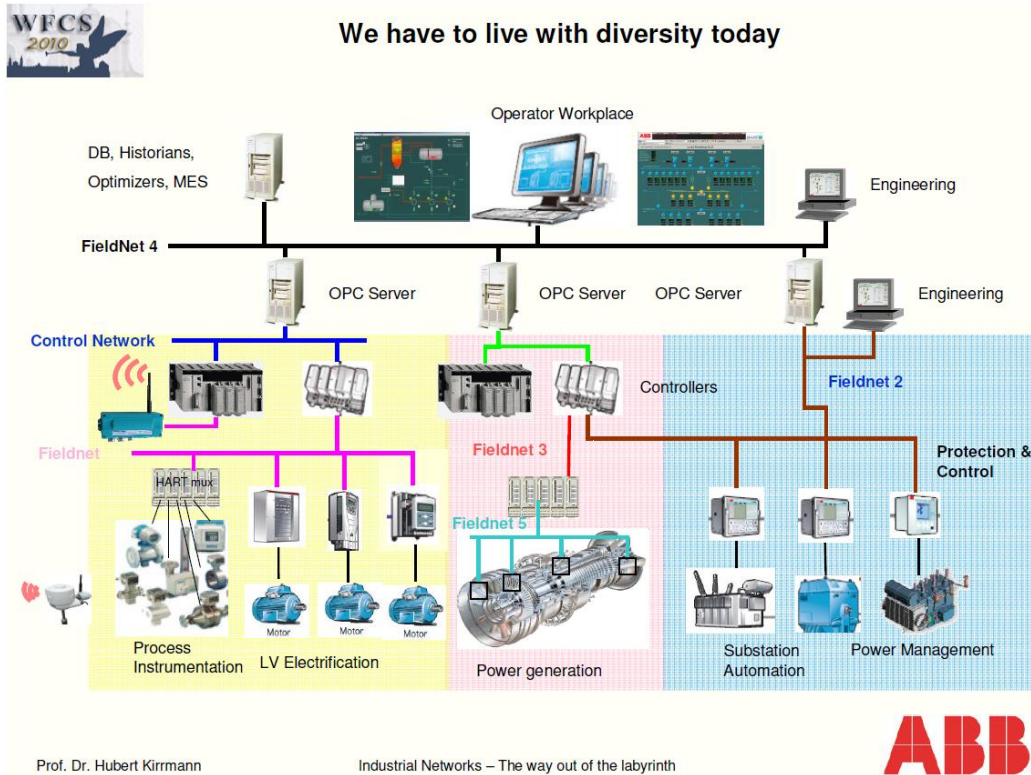 WFCS
2010
We have to live with diversity today
Operator Workplace
DB, Historians,
Optimizers, MES
ABB
Engineering
FieldNet 4
OPC Server
OPC Server
OPC Server
Engineering
Control Network
Controllers
Fieldnet 2
Fieldnet
Fieldnet 3
Protection &
Control
HART mux
Fieldnet 5
Motor
Motor
Motor
Process
Instrumentation
LV Electrification
Power generation
Substation
Automation
Power Management
Prof. Dr. Hubert Kirrmann
Industrial Networks – The way out of the labyrinth
ABB